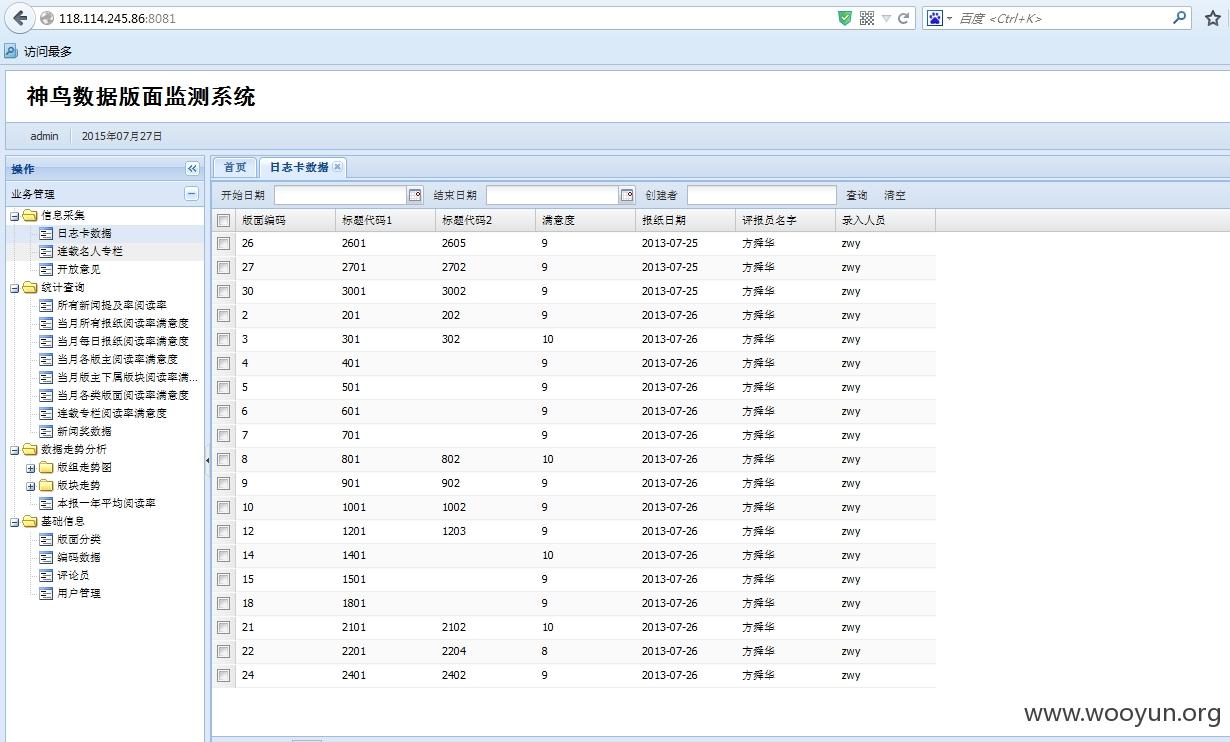 118.114.245.86:8081
百度 <Ctrl+K>
访问最多
神鸟数据版面监测系统
admin 2015年07月27日
操作
业务管理
信息采集
日志卡数据
连载名人专栏
开放意见
统计查询
所有新闻提及率阅读率
当月所有报纸阅读率满意度
当月每日报纸阅读率满意度
当月各版主阅读率满意度
当月版主下属版块阅读率满...
当月各类版面阅读率满意度
连载专栏阅读率满意度
新闻奖数据
数据走势分析
版组走势图
版块走势
本报一年平均阅读率
基础信息
版面分类
编码数据
评论员
用户管理
首页 日志卡数据
开始日期 结束日期 创建者 查询 清空
版面编码 标题代码1 标题代码2 满意度 报纸日期 评报员名字 录入人员
26 2601 2605 9 2013-07-25 方舜华 zwy
27 2701 2702 9 2013-07-25 方舜华 zwy
30 3001 3002 9 2013-07-25 方舜华 zwy
2 201 202 9 2013-07-26 方舜华 zwy
3 301 302 10 2013-07-26 方舜华 zwy
4 401 9 2013-07-26 方舜华 zwy
5 501 9 2013-07-26 方舜华 zwy
6 601 9 2013-07-26 方舜华 zwy
7 701 9 2013-07-26 方舜华 zwy
8 801 802 10 2013-07-26 方舜华 zwy
9 901 902 9 2013-07-26 方舜华 zwy
10 1001 1002 9 2013-07-26 方舜华 zwy
12 1201 1203 9 2013-07-26 方舜华 zwy
14 1401 10 2013-07-26 方舜华 zwy
15 1501 9 2013-07-26 方舜华 zwy
18 1801 9 2013-07-26 方舜华 zwy
21 2101 2102 10 2013-07-26 方舜华 zwy
22 2201 2204 8 2013-07-26 方舜华 zwy
24 2401 2402 9 2013-07-26 方舜华 zwy
www.wooyun.org